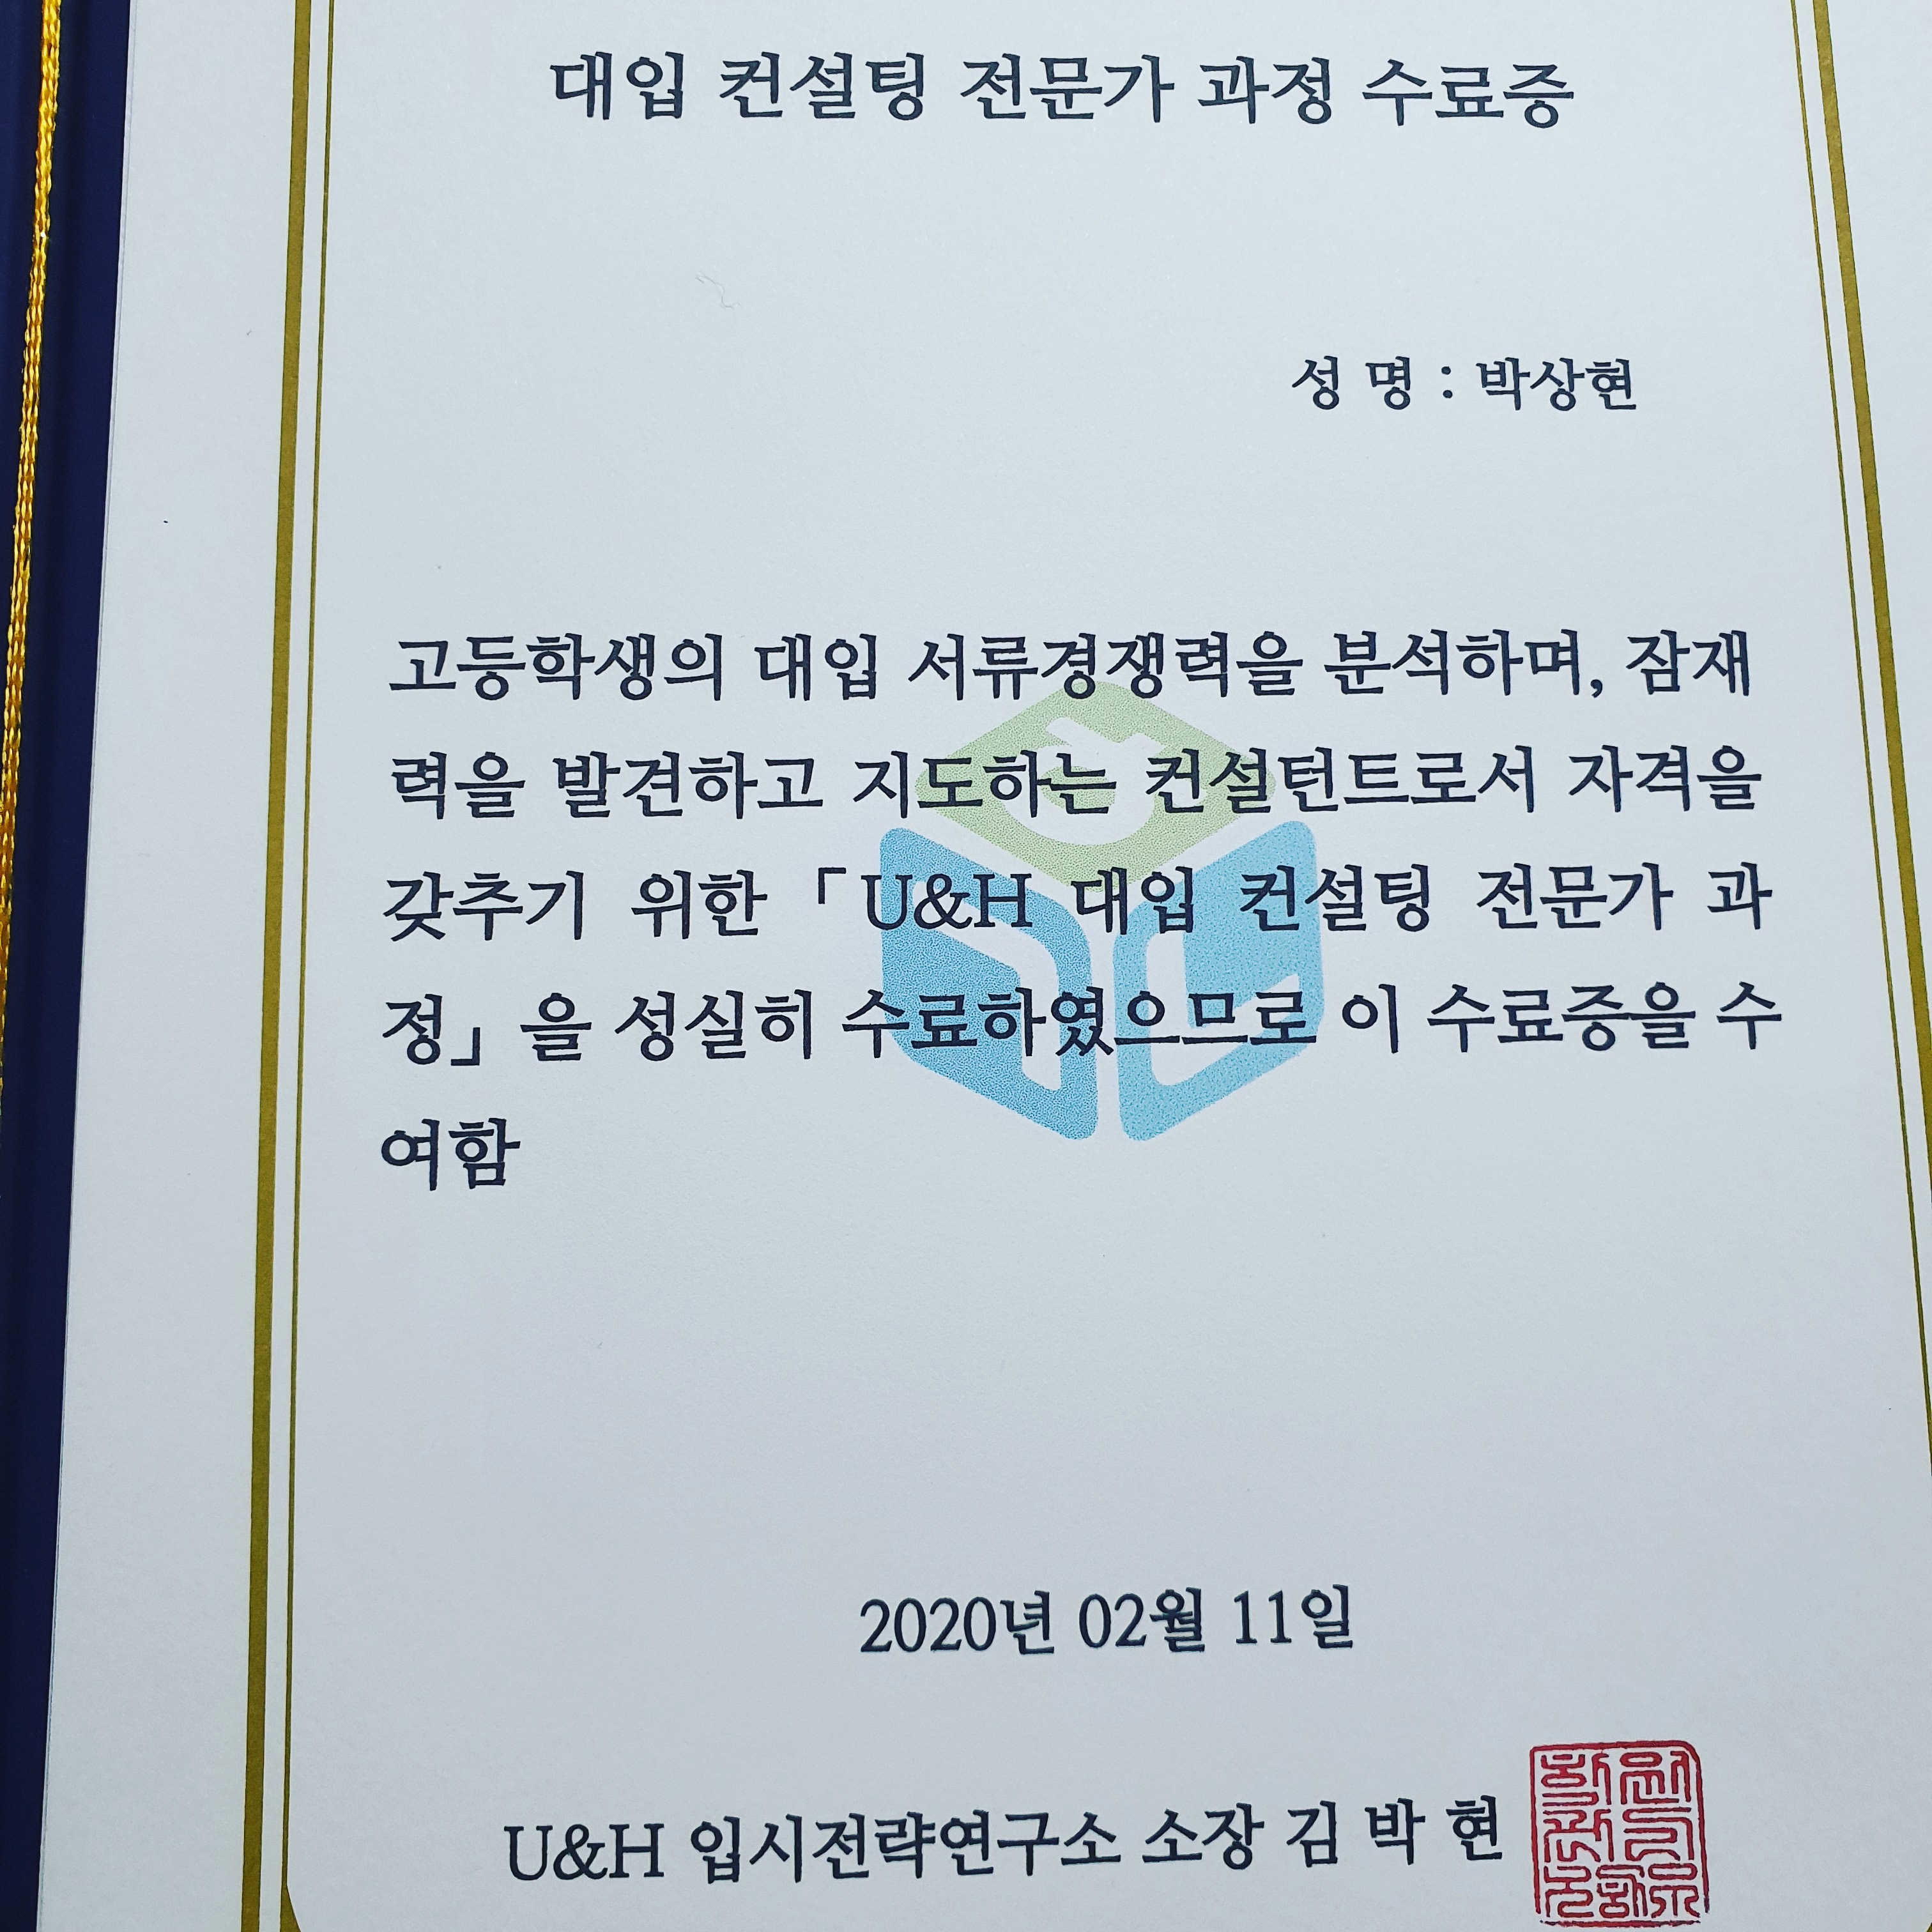 대입 컨설팅 전문가 과정 수료증
성 명 : 박상현
고등학생의 대입 서류경쟁력을 분석하며, 잠재
력을 발견하고 지도하는 컨설턴트로서 자격을
갖추기 위한 「U&H 대입 컨설팅 전문가 과
정」을 성실히 수료하였으므로 이 수료증을 수
여함
2020년 02월 11일
U&H 입시전략연구소 소장 김 박 현